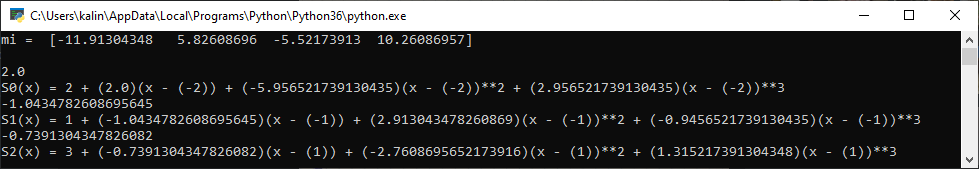 C:\Users\kalin\AppData\Local\Programs\Python\Python36\python.exe
mi =  [-11.91304348   5.82608696  -5.52173913  10.26086957]
2.0
S0(x) = 2 + (2.0)(x - (-2)) + (-5.956521739130435)(x - (-2))**2 + (2.956521739130435)(x - (-2))**3
-1.0434782608695645
S1(x) = 1 + (-1.0434782608695645)(x - (-1)) + (2.913043478260869)(x - (-1))**2 + (-0.9456521739130435)(x - (-1))**3
-0.7391304347826082
S2(x) = 3 + (-0.7391304347826082)(x - (1)) + (-2.7608695652173916)(x - (1))**2 + (1.315217391304348)(x - (1))**3